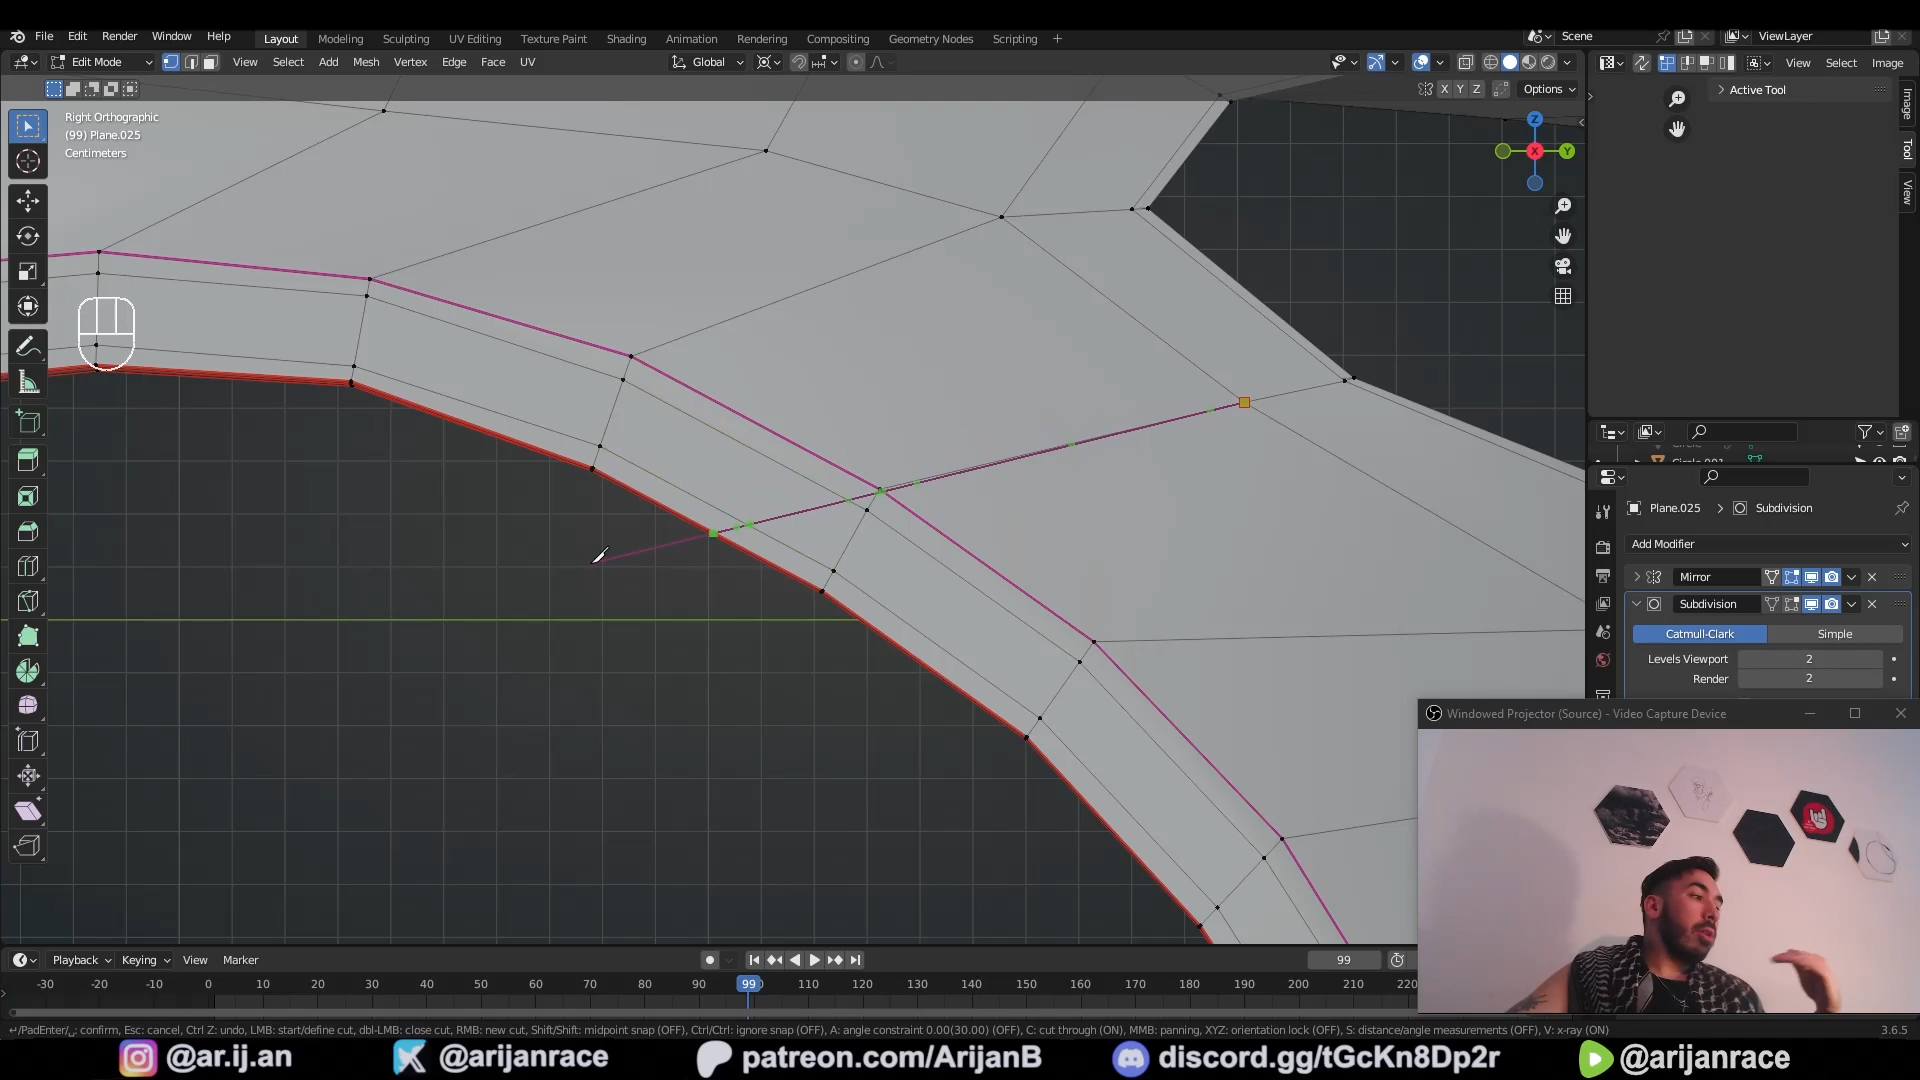 File Edit Render Window Help Layout Modeling Sculpting UV Editing Texture Paint Shading Animation Rendering Compositing Geometry Nodes Scripting + Scene ViewLayer
Edit Mode View Select Add Mesh Vertex Edge Face UV Global View Select Image
X Y Z Options Active Tool
Right Orthographic
(99) Plane.025
Centimeters
Z
X
Y
Image
Tool
View
Plane.025 > Subdivision
Add Modifier
Mirror
Subdivision
Catmull-Clark Simple
Levels Viewport 2
Render 2
Windowed Projector (Source) - Video Capture Device
Playback Keying View Marker 99
-30 -20 -10 0 10 20 30 40 50 60 70 80 90 99 110 120 130 140 150 160 170 180 190 200 210 220
↵/PadEnter/␣: confirm, Esc: cancel, Ctrl Z: undo, LMB: start/define cut, dbl-LMB: close cut, RMB: new cut, Shift/Shift: midpoint snap (OFF), Ctrl/Ctrl: ignore snap (OFF), A: angle constraint 0.00(30.00) (OFF), C: cut through (ON), MMB: panning, XYZ: orientation lock (OFF), S: distance/angle measurements (OFF), V: x-ray (ON) 3.6.5
@ar.ij.an @arijanrace patreon.com/ArijanB discord.gg/tGcKn8Dp2r @arijanrace